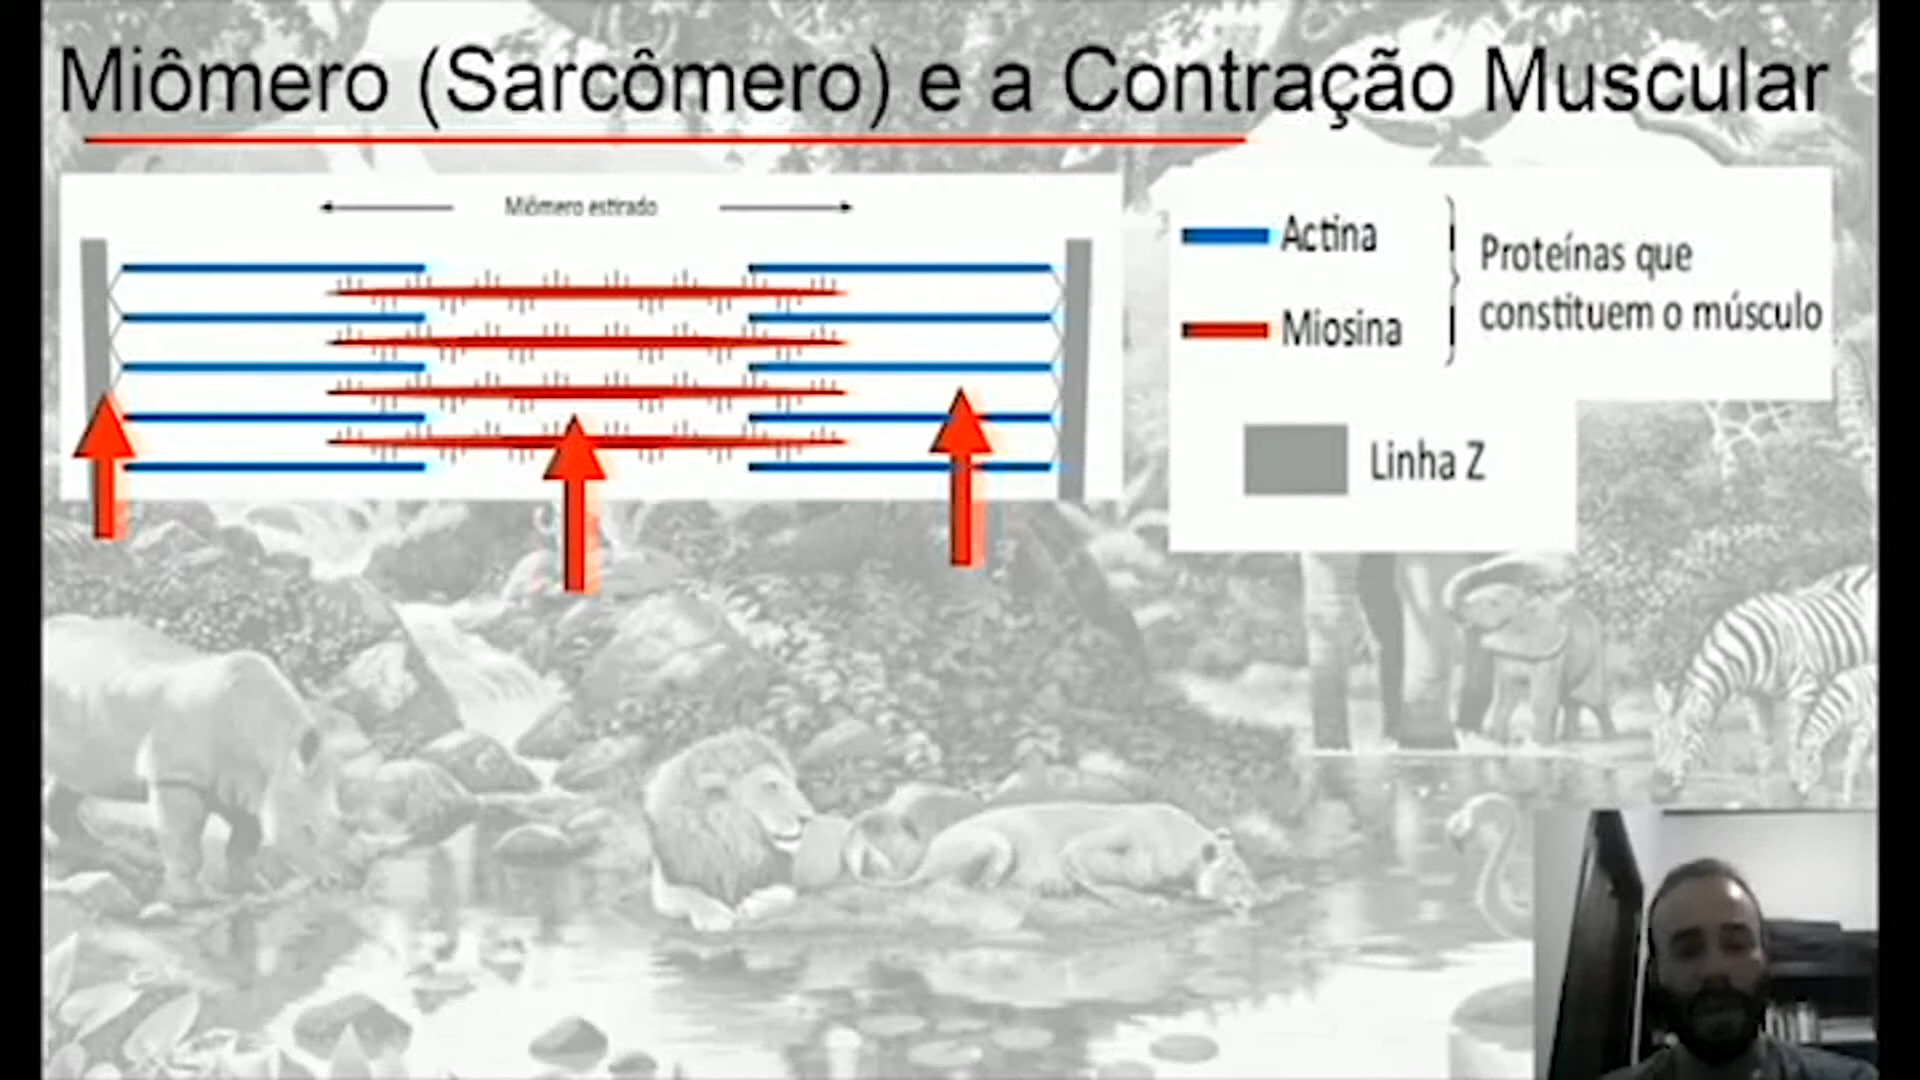 Miômero (Sarcômero) e a Contração Muscular
Miômero estirado
Actina
Miosina
Proteínas que
constituem o músculo
Linha Z